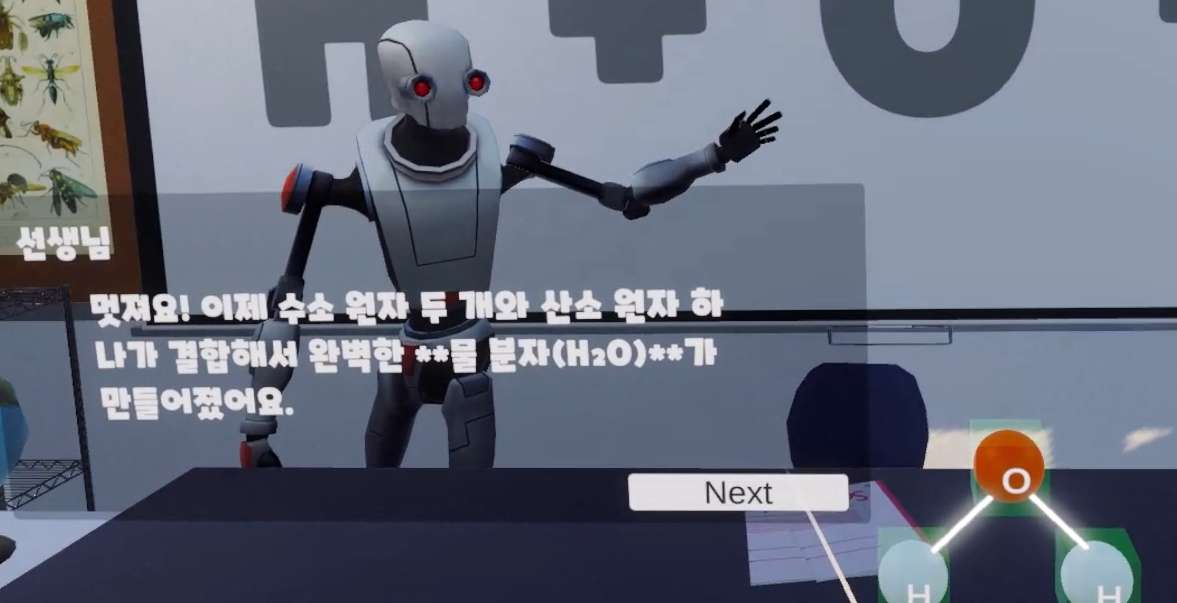 선생님
멋져요! 이제 수소 원자 두 개와 산소 원자 하
나가 결합해서 완벽한 **물 분자(H₂O)**가
만들어졌어요.
Next
O
H
H